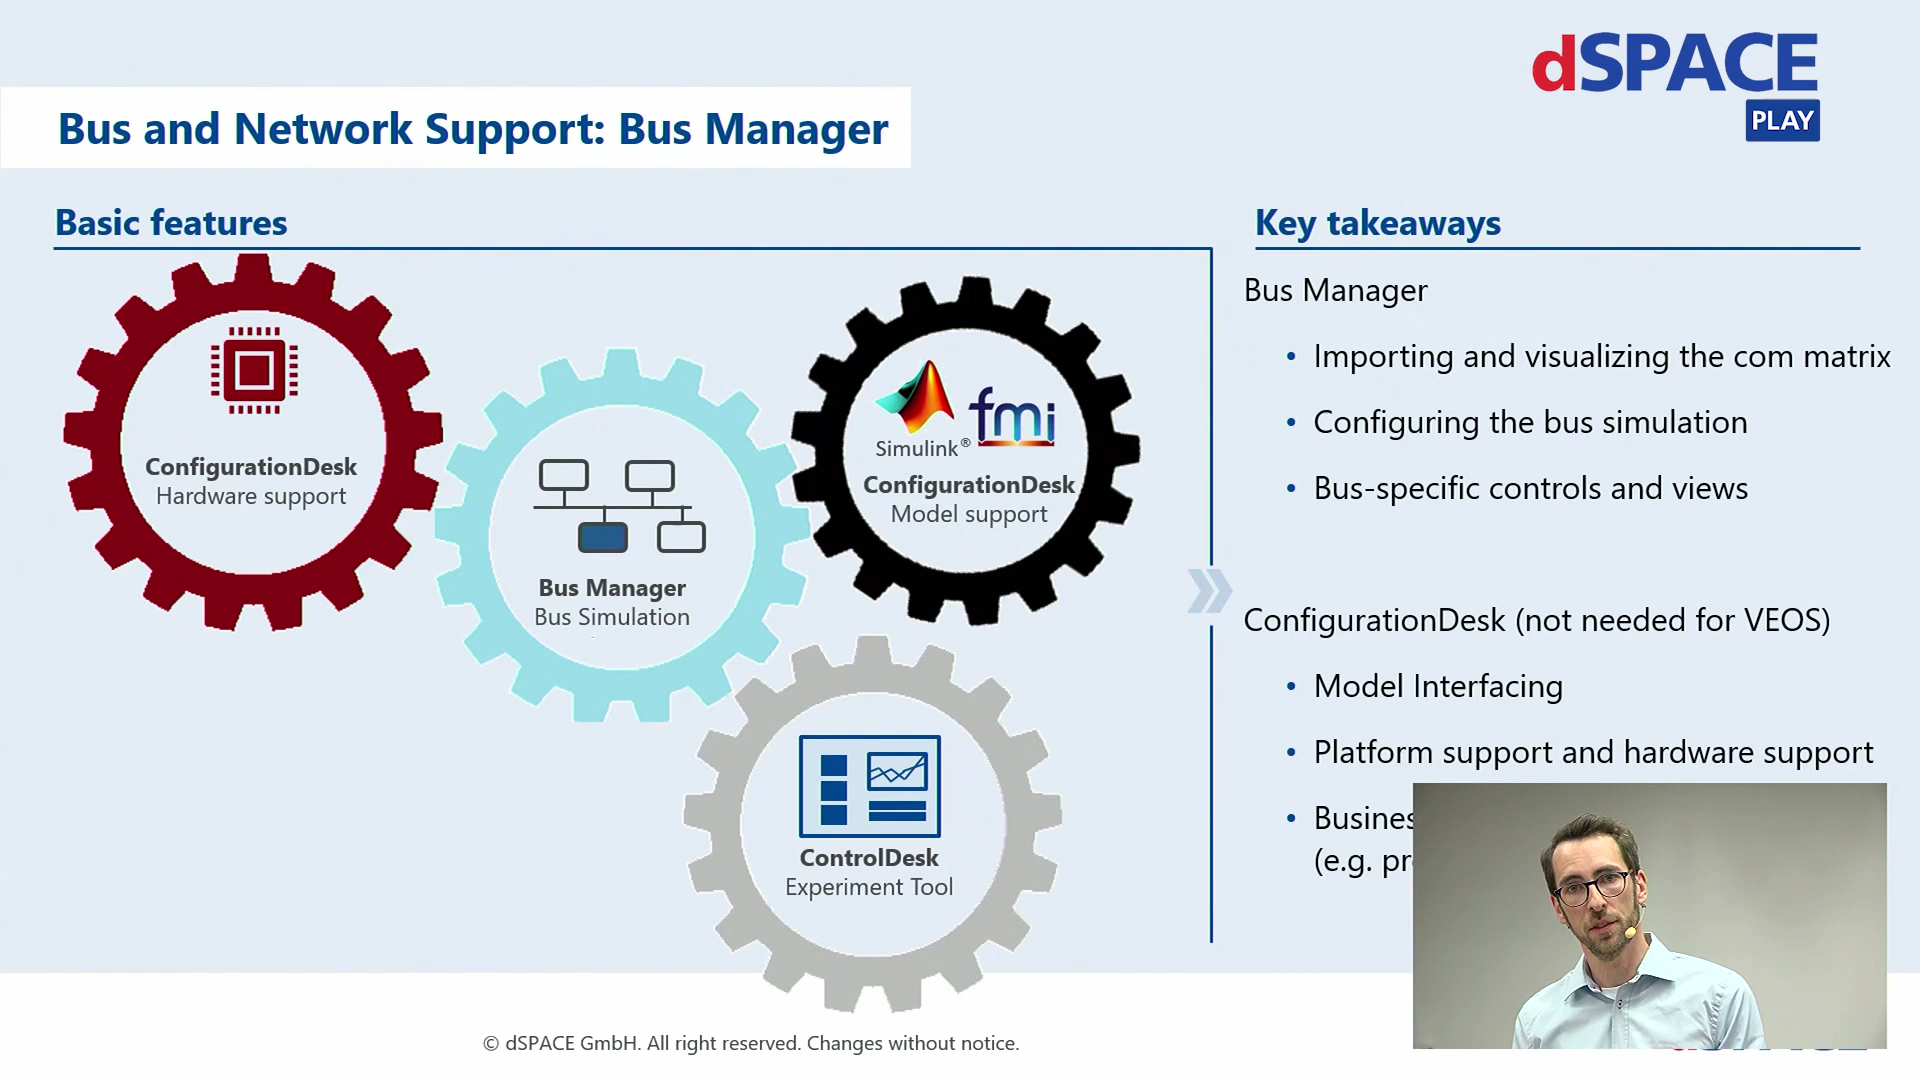 dSPACE
PLAY
Bus and Network Support: Bus Manager
Basic features
ConfigurationDesk
Hardware support
Bus Manager
Bus Simulation
Simulink®
fmi
ConfigurationDesk
Model support
ControlDesk
Experiment Tool
Key takeaways
Bus Manager
• Importing and visualizing the com matrix
• Configuring the bus simulation
• Bus-specific controls and views
ConfigurationDesk (not needed for VEOS)
• Model Interfacing
• Platform support and hardware support
•
(e.g.
© dSPACE GmbH. All right reserved. Changes without notice.